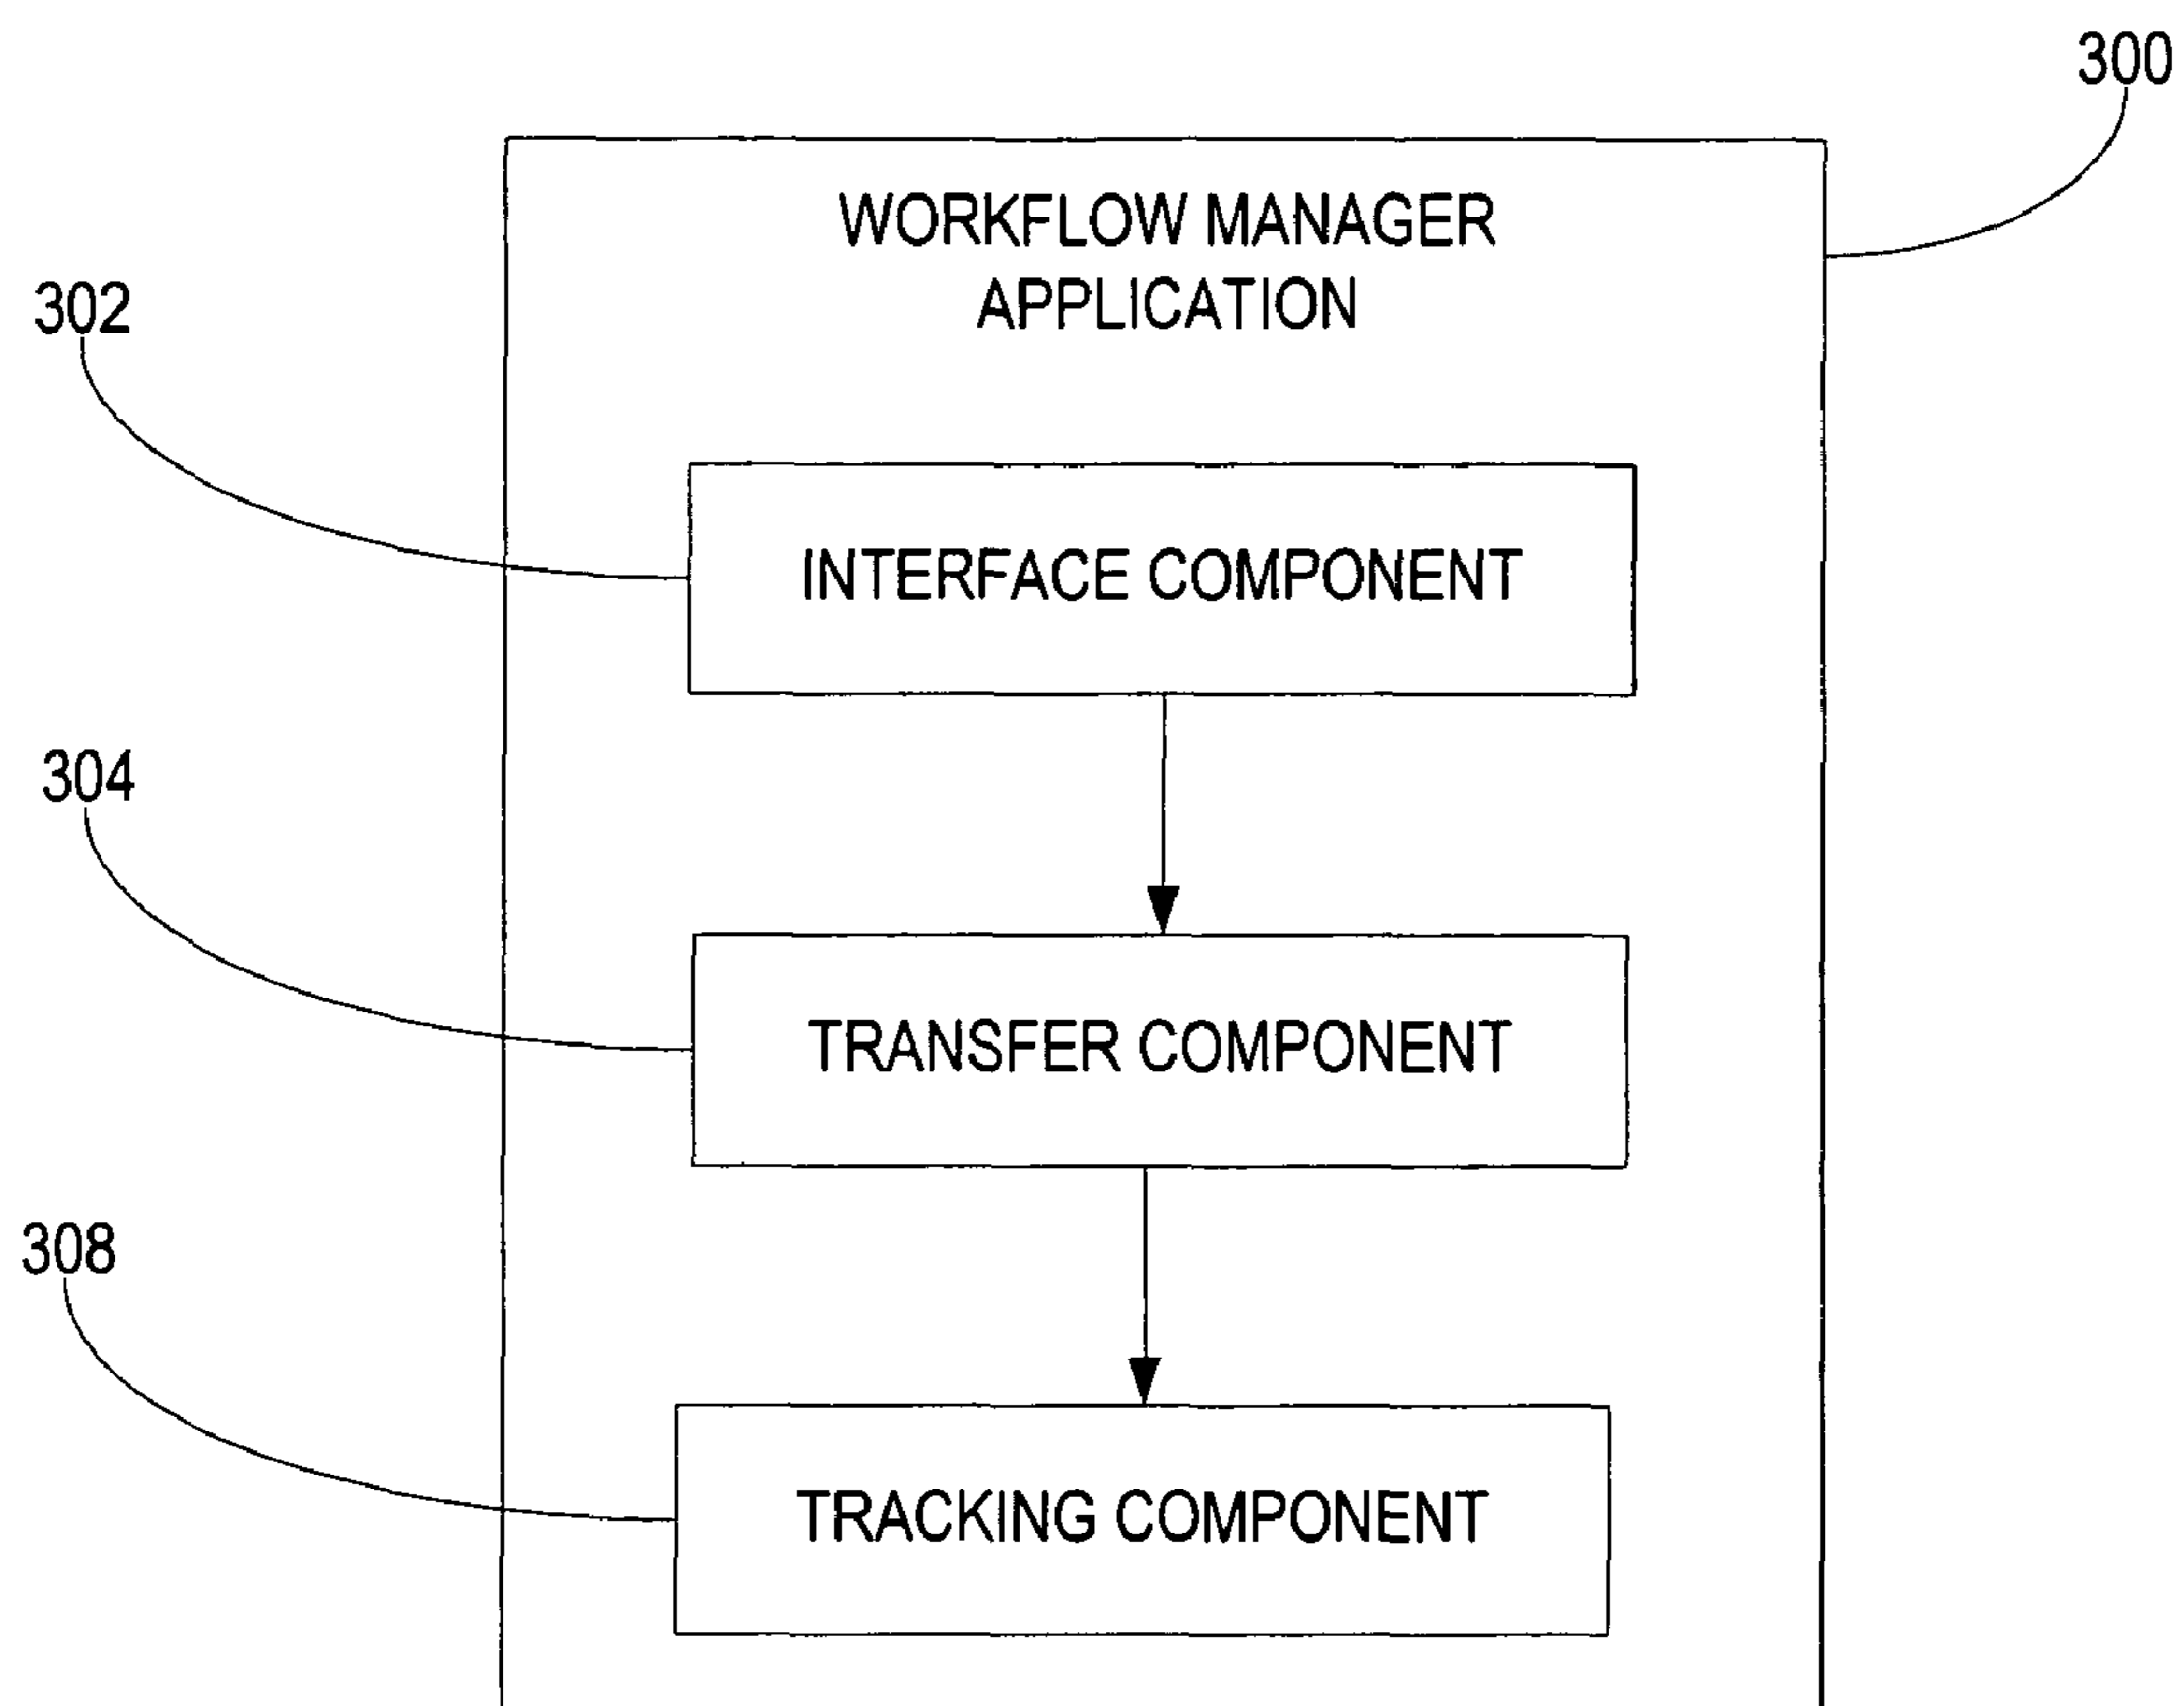 300
WORKFLOW MANAGER
APPLICATION
302
INTERFACE COMPONENT
304
TRANSFER COMPONENT
308
TRACKING COMPONENT